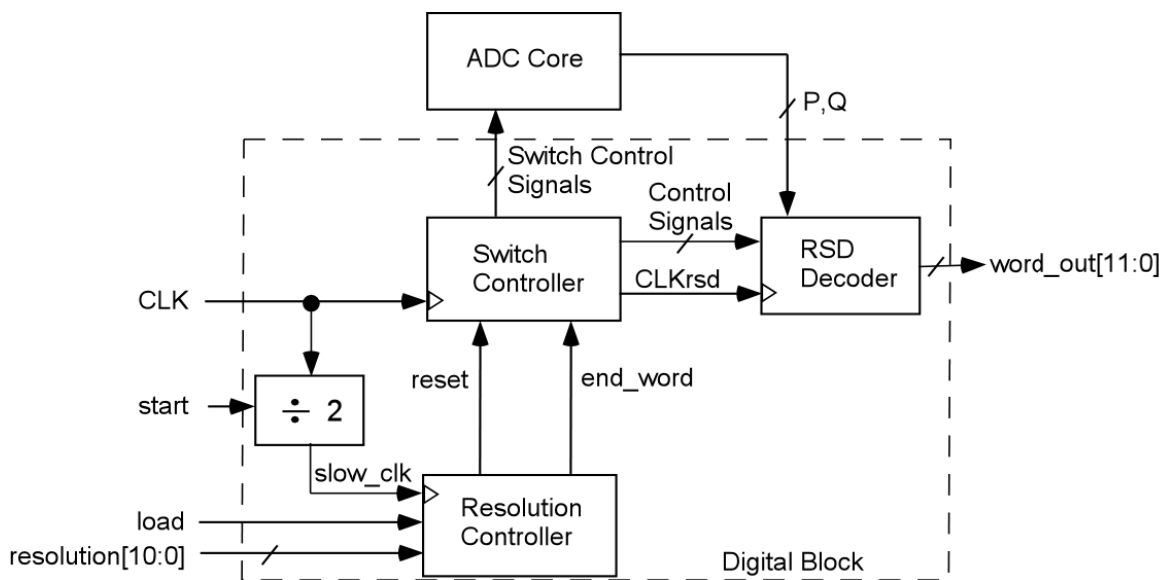 ADC Core
P,Q
Switch Control
Signals
Control
Signals
Switch
Controller
RSD
Decoder
word_out[11:0]
CLKrsd
CLK
reset
end_word
start
÷ 2
slow_clk
Resolution
Controller
load
resolution[10:0]
Digital Block